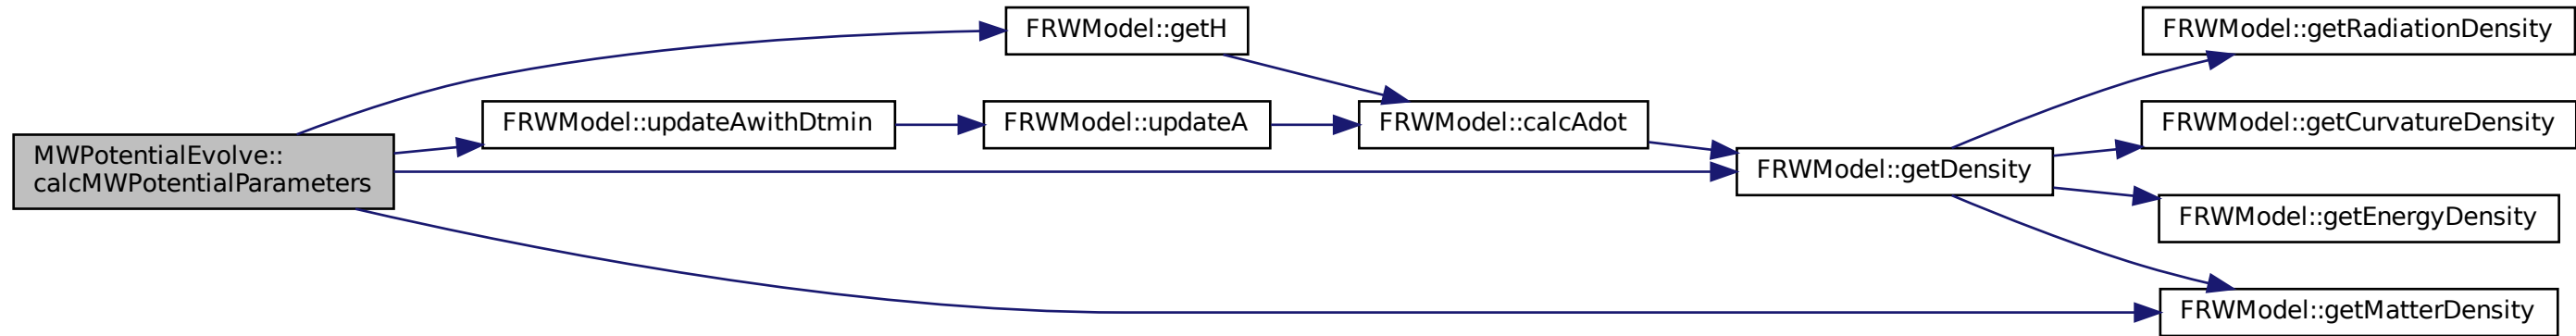 MWPotentialEvolve::
calcMWPotentialParameters
FRWModel::getH
FRWModel::updateAwithDtmin
FRWModel::updateA
FRWModel::calcAdot
FRWModel::getDensity
FRWModel::getRadiationDensity
FRWModel::getCurvatureDensity
FRWModel::getEnergyDensity
FRWModel::getMatterDensity